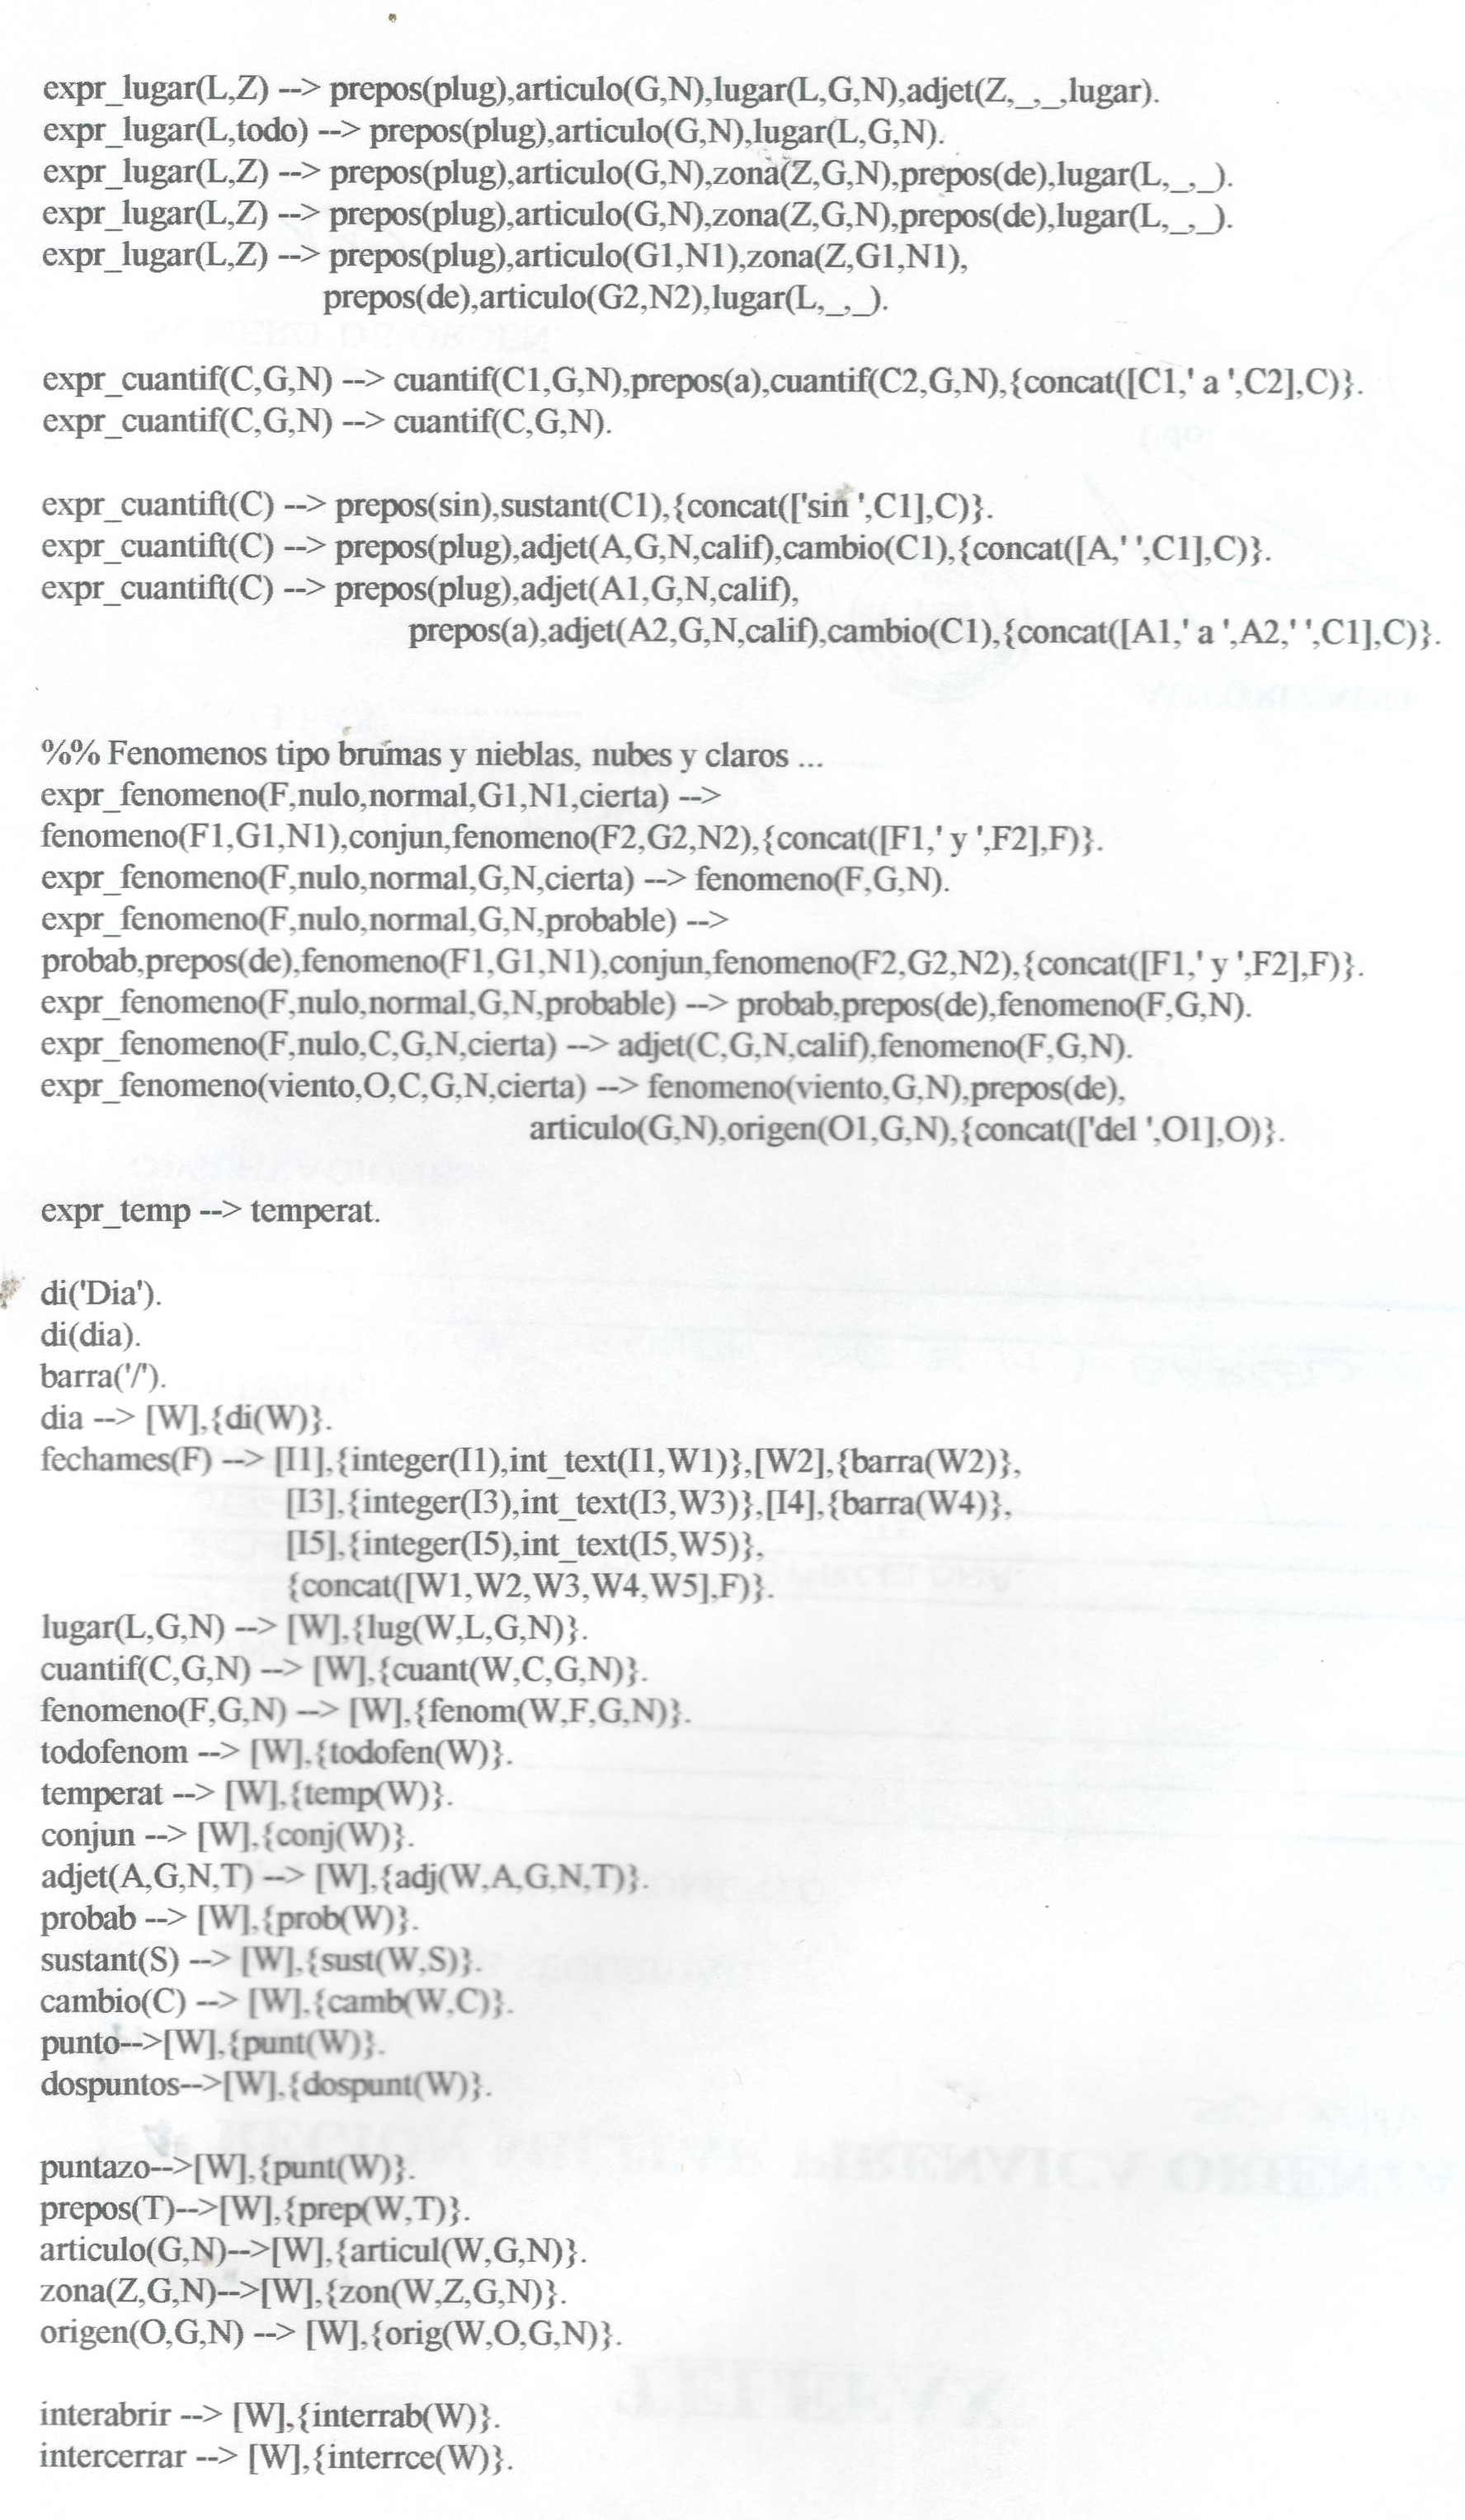 expr_lugar(L,Z) --> prepos(plug),articulo(G,N),lugar(L,G,N),adjet(Z,_,_,lugar).
expr_lugar(L,todo) --> prepos(plug),articulo(G,N),lugar(L,G,N).
expr_lugar(L,Z) --> prepos(plug),articulo(G,N),zona(Z,G,N),prepos(de),lugar(L,_,_).
expr_lugar(L,Z) --> prepos(plug),articulo(G,N),zona(Z,G,N),prepos(de),lugar(L,_,_).
expr_lugar(L,Z) --> prepos(plug),articulo(G1,N1),zona(Z,G1,N1),
prepos(de),articulo(G2,N2),lugar(L,_,_).
expr_cuantif(C,G,N) --> cuantif(C1,G,N),prepos(a),cuantif(C2,G,N),{concat([C1,' a ',C2],C)}.
expr_cuantif(C,G,N) --> cuantif(C,G,N).
expr_cuantift(C) --> prepos(sin),sustant(C1),{concat(['sin ',C1],C)}.
expr_cuantift(C) --> prepos(plug),adjet(A,G,N,calif),cambio(C1),{concat([A,' ',C1],C)}.
expr_cuantift(C) --> prepos(plug),adjet(A1,G,N,calif),
prepos(a),adjet(A2,G,N,calif),cambio(C1),{concat([A1,' a ',A2,' ',C1],C)}.
%% Fenomenos tipo brumas y nieblas, nubes y claros ...
expr_fenomeno(F,nulo,normal,G1,N1,cierta) -->
fenomeno(F1,G1,N1),conjun,fenomeno(F2,G2,N2),{concat([F1,' y ',F2],F)}.
expr_fenomeno(F,nulo,normal,G,N,cierta) --> fenomeno(F,G,N).
expr_fenomeno(F,nulo,normal,G,N,probable) -->
probab,prepos(de),fenomeno(F1,G1,N1),conjun,fenomeno(F2,G2,N2),{concat([F1,' y ',F2],F)}.
expr_fenomeno(F,nulo,normal,G,N,probable) --> probab,prepos(de),fenomeno(F,G,N).
expr_fenomeno(F,nulo,C,G,N,cierta) --> adjet(C,G,N,calif),fenomeno(F,G,N).
expr_fenomeno(viento,O,C,G,N,cierta) --> fenomeno(viento,G,N),prepos(de),
articulo(G,N),origen(O1,G,N),{concat(['del ',O1],O)}.
expr_temp --> temperat.
di('Dia').
di(dia).
barra('/').
dia --> [W],{di(W)}.
fechames(F) --> [I1],{integer(I1),int_text(I1,W1)},[W2],{barra(W2)},
[I3],{integer(I3),int_text(I3,W3)},[I4],{barra(W4)},
[I5],{integer(I5),int_text(I5,W5)},
{concat([W1,W2,W3,W4,W5],F)}.
lugar(L,G,N) --> [W],{lug(W,L,G,N)}.
cuantif(C,G,N) --> [W],{cuant(W,C,G,N)}.
fenomeno(F,G,N) --> [W],{fenom(W,F,G,N)}.
todofenom --> [W],{todofen(W)}.
temperat --> [W],{temp(W)}.
conjun --> [W],{conj(W)}.
adjet(A,G,N,T) --> [W],{adj(W,A,G,N,T)}.
probab --> [W],{prob(W)}.
sustant(S) --> [W],{sust(W,S)}.
cambio(C) --> [W],{camb(W,C)}.
punto-->[W],{punt(W)}.
dospuntos-->[W],{dospunt(W)}.
puntazo-->[W],{punt(W)}.
prepos(T)-->[W],{prep(W,T)}.
articulo(G,N)-->[W],{articul(W,G,N)}.
zona(Z,G,N)-->[W],{zon(W,Z,G,N)}.
origen(O,G,N) --> [W],{orig(W,O,G,N)}.
interabrir --> [W],{interrab(W)}.
intercerrar --> [W],{interrce(W)}.